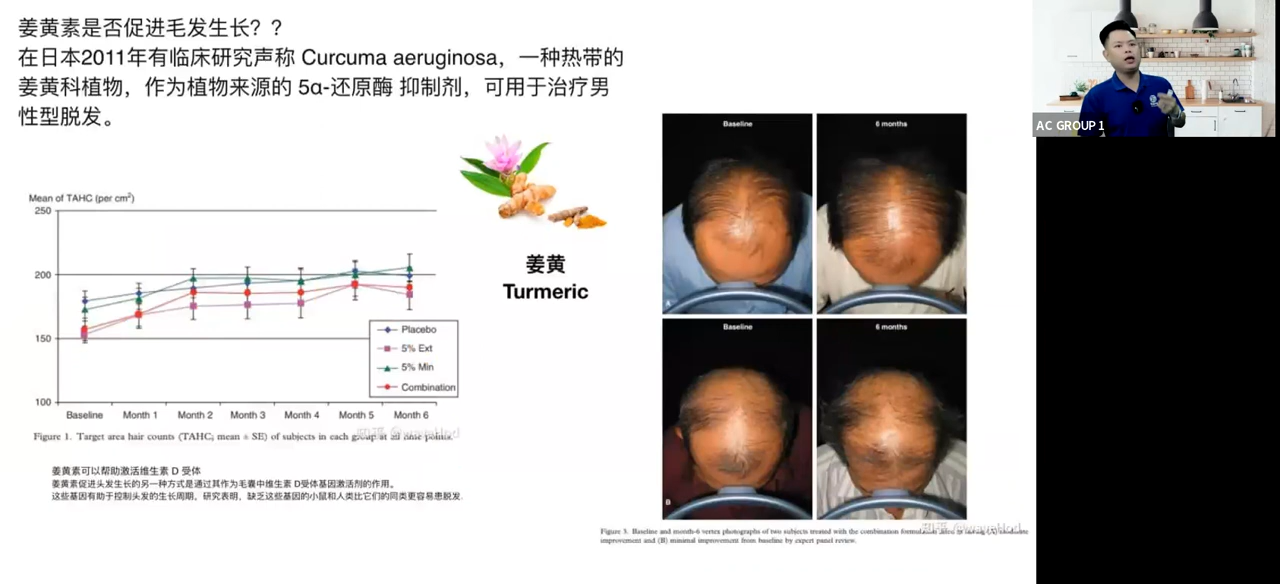 姜黄素是否促进毛发生长？？
在日本2011年有临床研究声称 Curcuma aeruginosa，一种热带的
姜黄科植物，作为植物来源的 5α-还原酶 抑制剂，可用于治疗男
性型脱发。
Mean of TAHC (per cm²)
250
200
150
100
Placebo
5% Ext
5% Min
Combination
Baseline Month 1 Month 2 Month 3 Month 4 Month 5 Month 6
Figure 1. Target area hair counts (TAHC; mean ± SE) of subjects in each group at all time points.
姜黄素可以帮助激活维生素 D 受体
姜黄素促进头发生长的另一种方式是通过其作为毛囊中维生素 D受体基因激活剂的作用。
这些基因有助于控制头发的生长周期，研究表明，缺乏这些基因的小鼠和人类比它们的同类更容易患脱发.
姜黄
Turmeric
Baseline
6 months
Baseline
6 months
B
Figure 3. Baseline and month-6 vertex photographs of two subjects treated with the combination
improvement and (B) minimal improvement from baseline by expert panel review.
AC GROUP 1